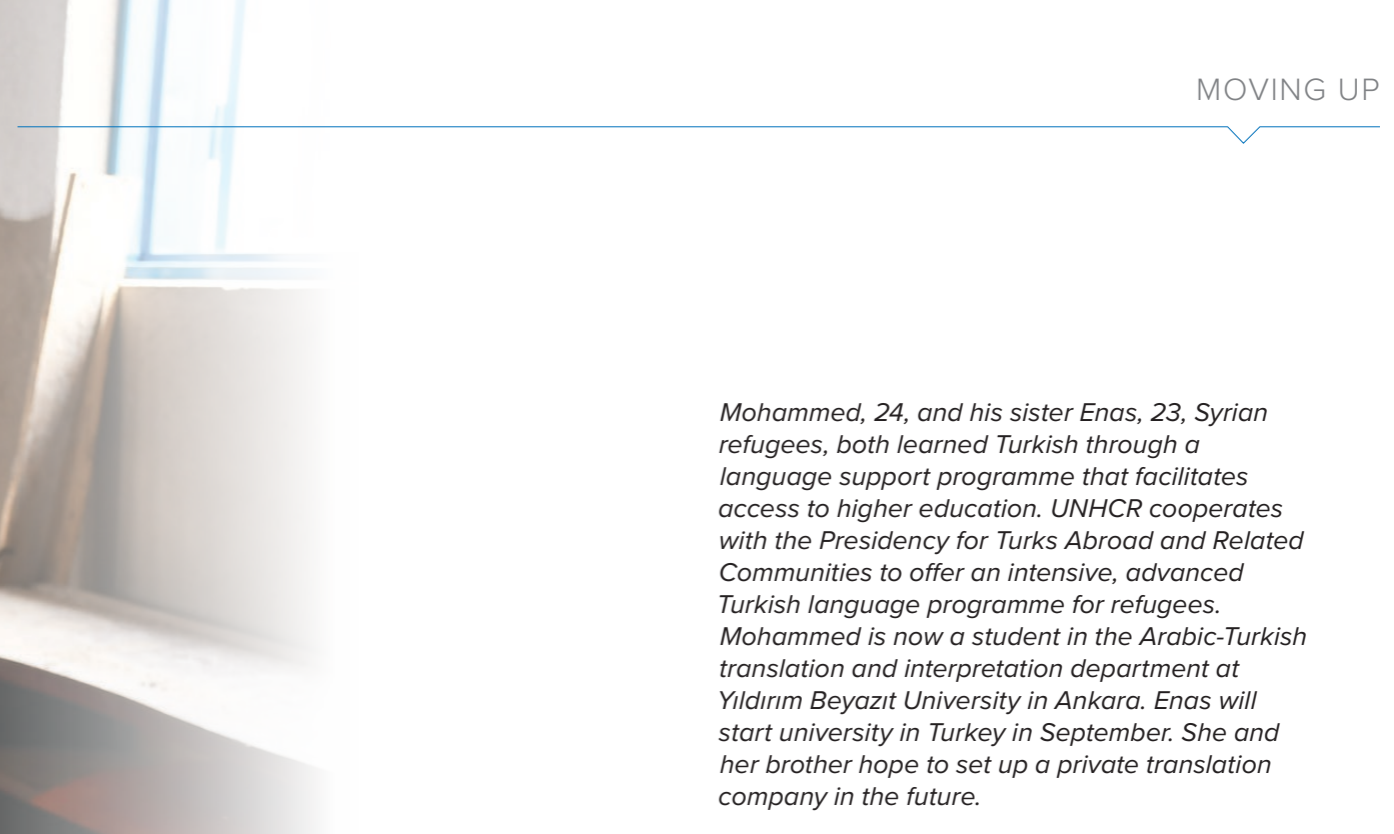 MOVING UP
Mohammed, 24, and his sister Enas, 23, Syrian
refugees, both learned Turkish through a
language support programme that facilitates
access to higher education. UNHCR cooperates
with the Presidency for Turks Abroad and Related
Communities to offer an intensive, advanced
Turkish language programme for refugees.
Mohammed is now a student in the Arabic-Turkish
translation and interpretation department at
Yıldırım Beyazıt University in Ankara. Enas will
start university in Turkey in September. She and
her brother hope to set up a private translation
company in the future.